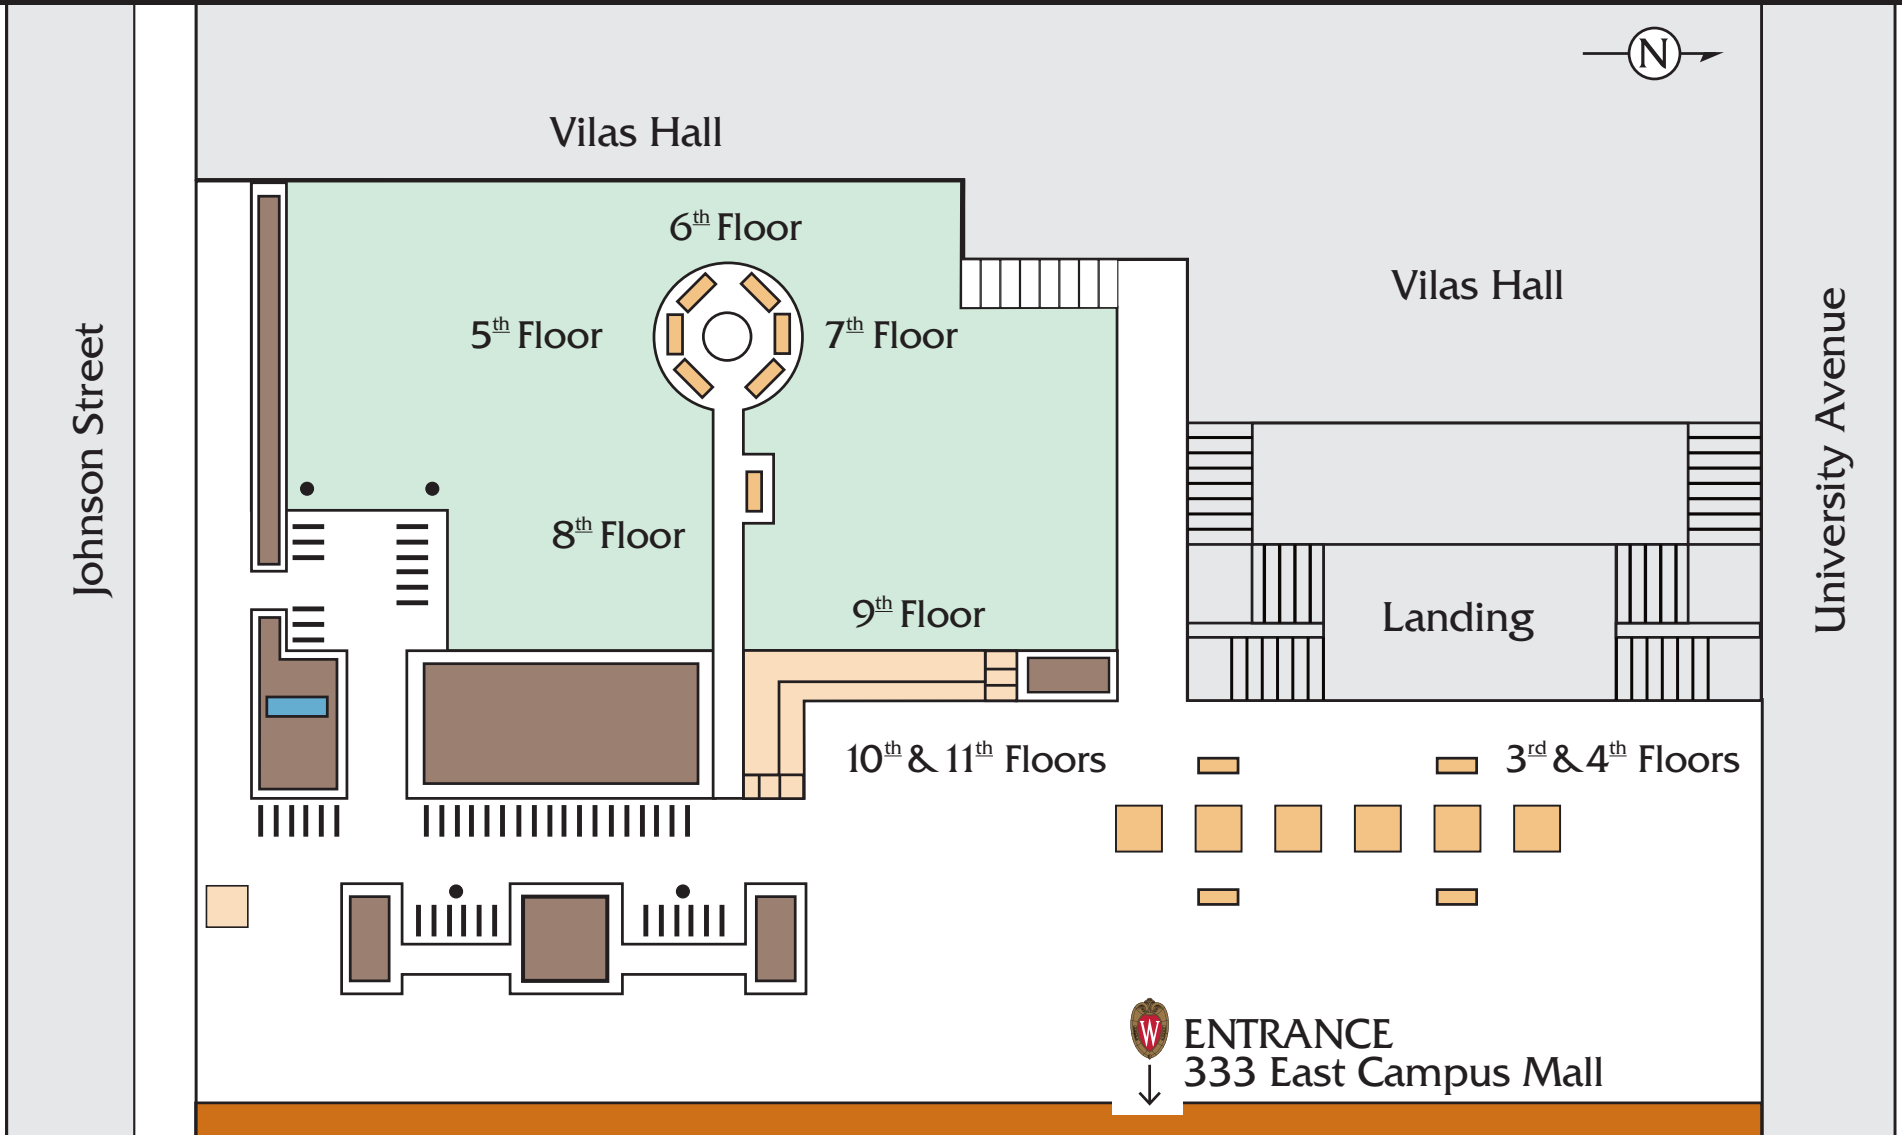 N
Vilas Hall
6th Floor
Vilas Hall
5th Floor
7th Floor
Johnson Street
University Avenue
8th Floor
9th Floor
Landing
10th & 11th Floors
3rd & 4th Floors
W
ENTRANCE
333 East Campus Mall